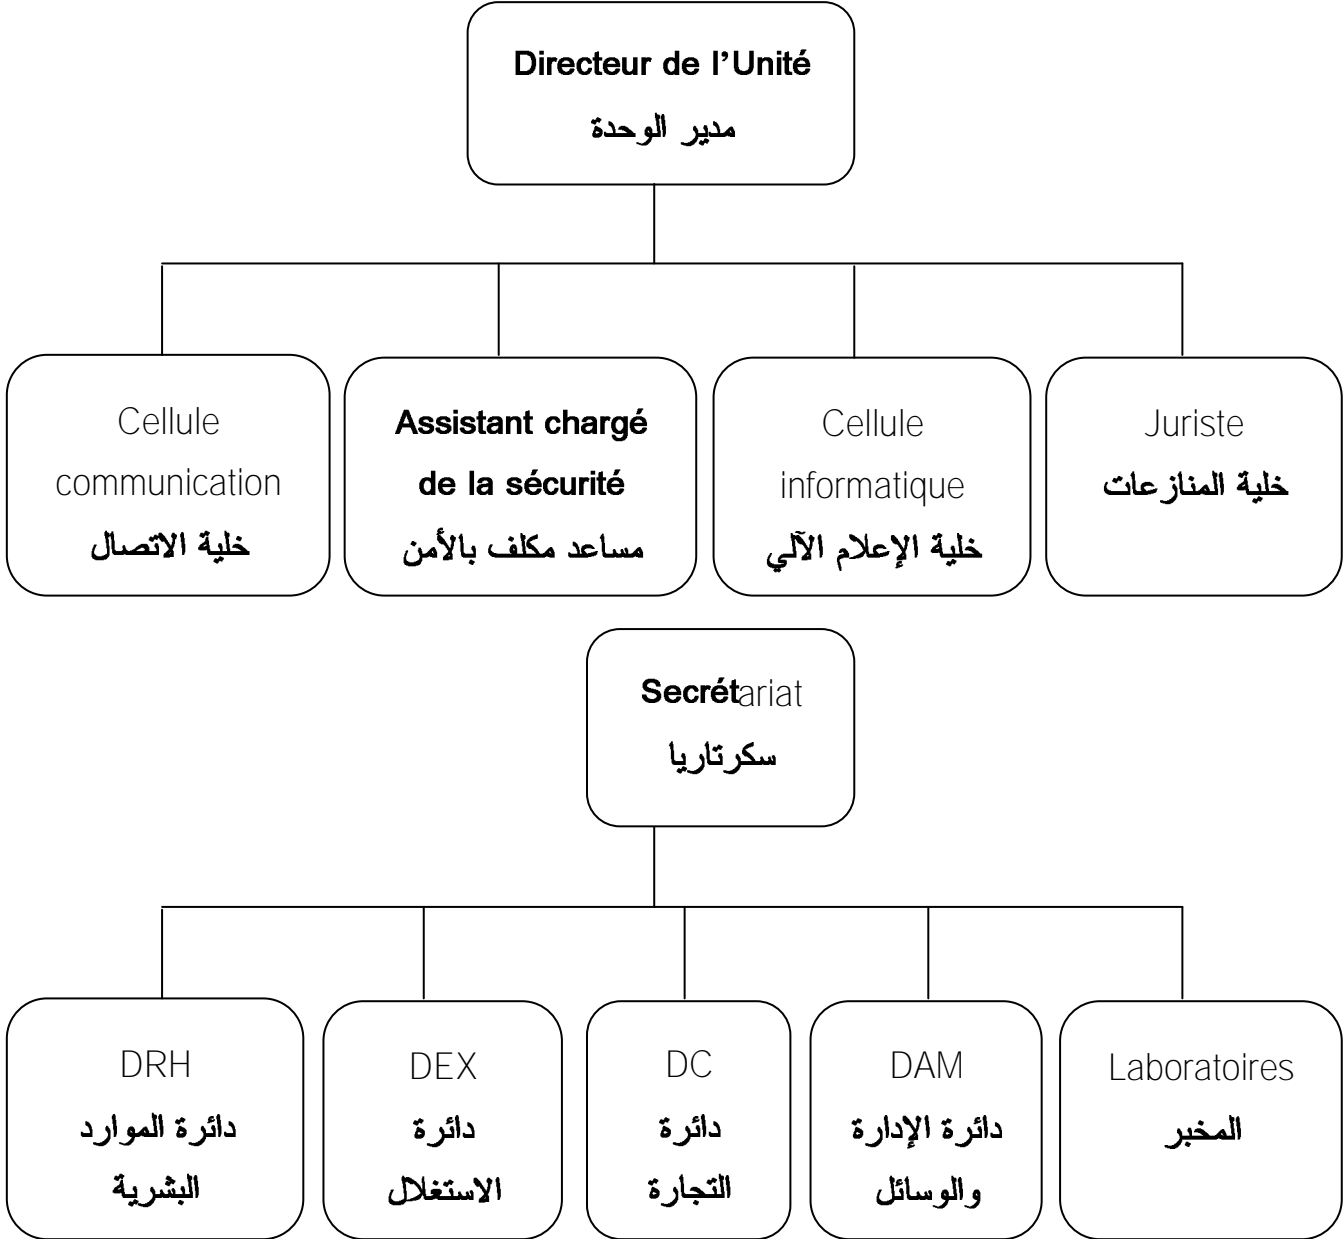 Directeur de l’Unité
مدير الوحدة
Cellule
communication
خلية الاتصال
Assistant chargé
de la sécurité
مساعد مكلف بالأمن
Cellule
informatique
خلية الإعلام الآلي
Juriste
خلية المنازعات
Secrétariat
سكرتاريا
DRH
دائرة الموارد
البشرية
DEX
دائرة
الاستغلال
DC
دائرة
التجارة
DAM
دائرة الإدارة
والوسائل
Laboratoires
المخبر